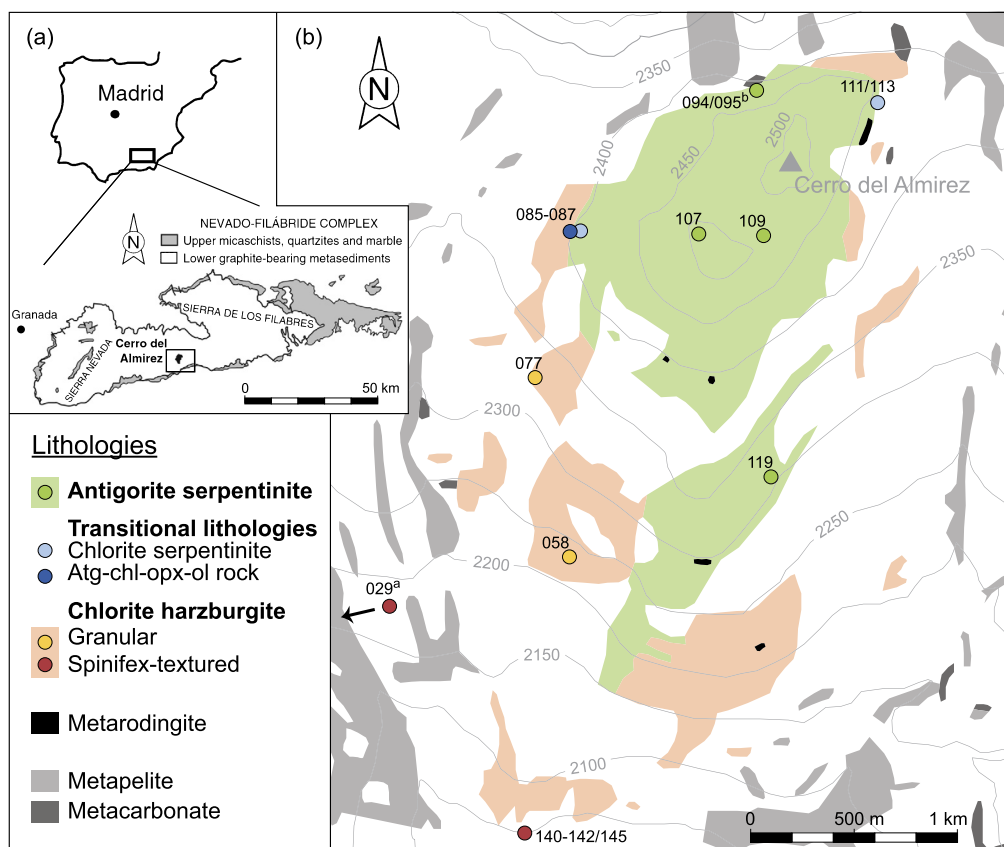 (a)
Madrid
N
NEVADO-FILÁBRIDE COMPLEX
Upper micaschists, quartzites and marble
Lower graphite-bearing metasediments
Granada
SIERRA DE LOS FILABRES
Cerro del
Almirez
SIERRA NEVADA
0 50 km
Lithologies
Antigorite serpentinite
Transitional lithologies
Chlorite serpentinite
Atg-chl-opx-ol rock
Chlorite harzburgite
Granular
Spinifex-textured
Metarodingite
Metapelite
Metacarbonate
(b)
N
2350
094/095b
111/113
2500
2400
2450
Cerro del Almirez
085-087
107
109
2350
077
2300
119
2250
058
2200
029a
2150
2100
0 500 m 1 km
140-142/145